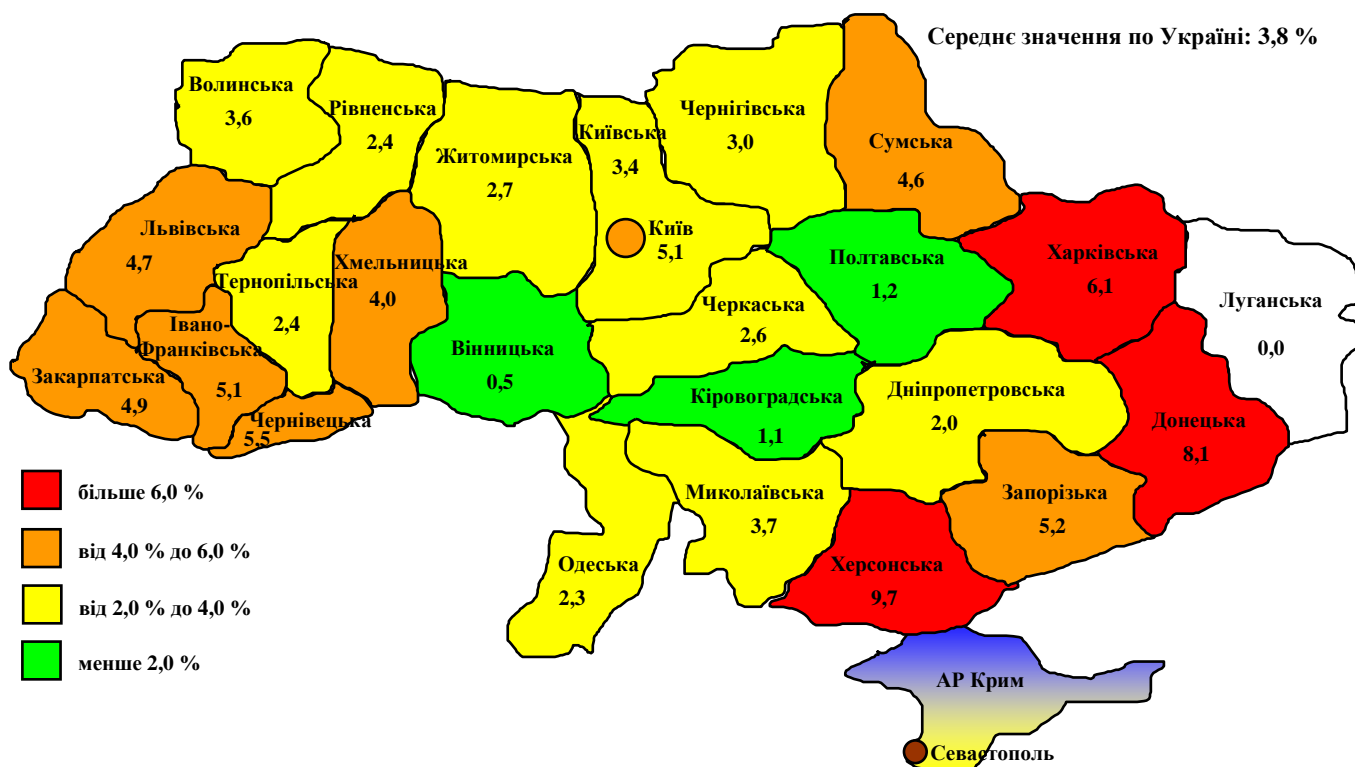 Середнє значення по Україні: 3,8 %
Волинська
3,6
Рівненська
2,4
Житомирська
2,7
Київська
3,4
Чернігівська
3,0
Сумська
4,6
Львівська
4,7
Тернопільська
2,4
Хмельницька
4,0
Київ
5,1
Полтавська
1,2
Харківська
6,1
Луганська
0,0
Черкаська
2,6
Івано-
Франківська
5,1
Закарпатська
4,9
Чернівецька
5,5
Вінницька
0,5
Кіровоградська
1,1
Дніпропетровська
2,0
Донецька
8,1
Миколаївська
3,7
Запорізька
5,2
Одеська
2,3
Херсонська
9,7
АР Крим
Севастополь
більше 6,0 %
від 4,0 % до 6,0 %
від 2,0 % до 4,0 %
менше 2,0 %